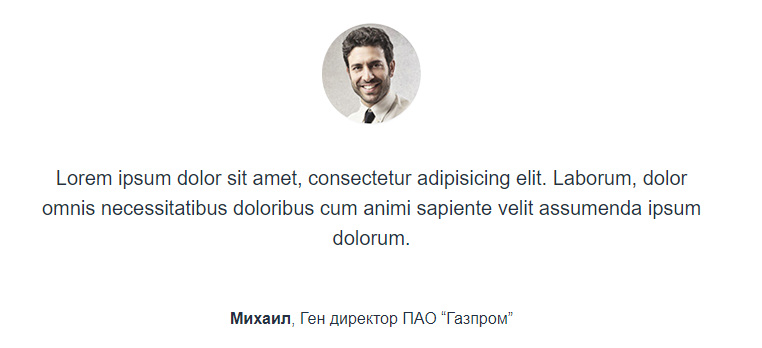 Lorem ipsum dolor sit amet, consectetur adipisicing elit. Laborum, dolor
omnis necessitatibus doloribus cum animi sapiente velit assumenda ipsum
dolorum.
Михаил, Ген директор ПАО “Газпром”